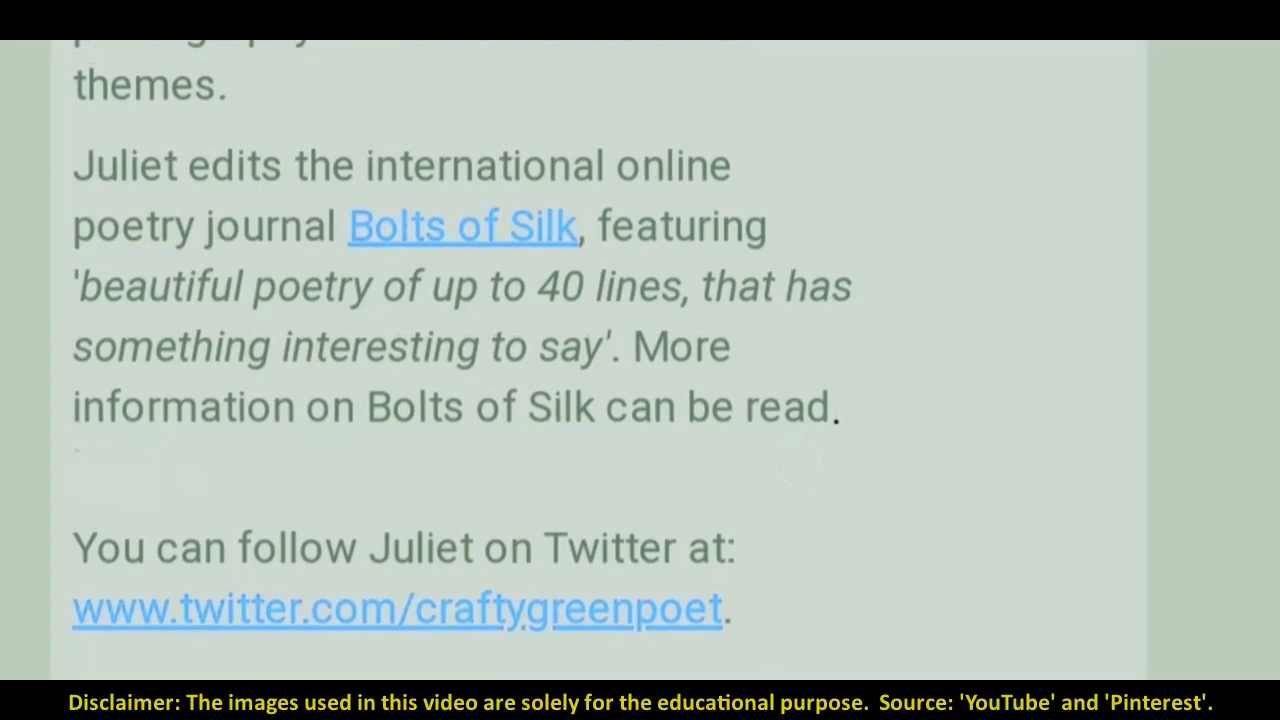 themes.
Juliet edits the international online
poetry journal Bolts of Silk, featuring
'beautiful poetry of up to 40 lines, that has
something interesting to say'. More
information on Bolts of Silk can be read.
You can follow Juliet on Twitter at:
www.twitter.com/craftygreenpoet.
Disclaimer: The images used in this video are solely for the educational purpose.  Source: 'YouTube' and 'Pinterest'.